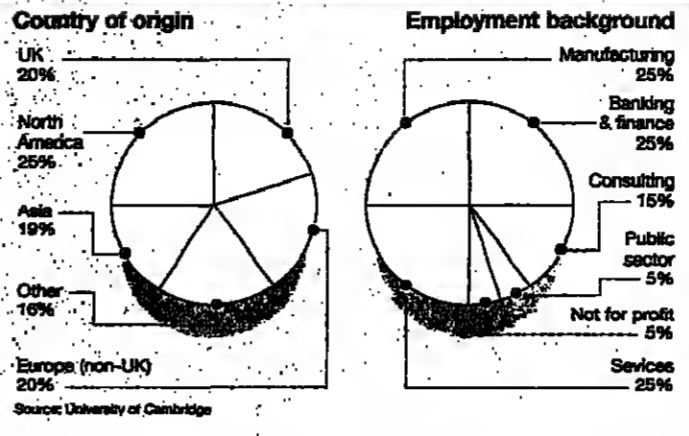 Country of origin
UK
20%
North
America
25%
Asia
19%
Other
16%
Europe (non-UK)
20%
Source: University of Cambridge
Employment background
Manufacturing
25%
Banking
& finance
25%
Consulting
15%
Public
sector
5%
Not for profit
5%
Sevices
25%